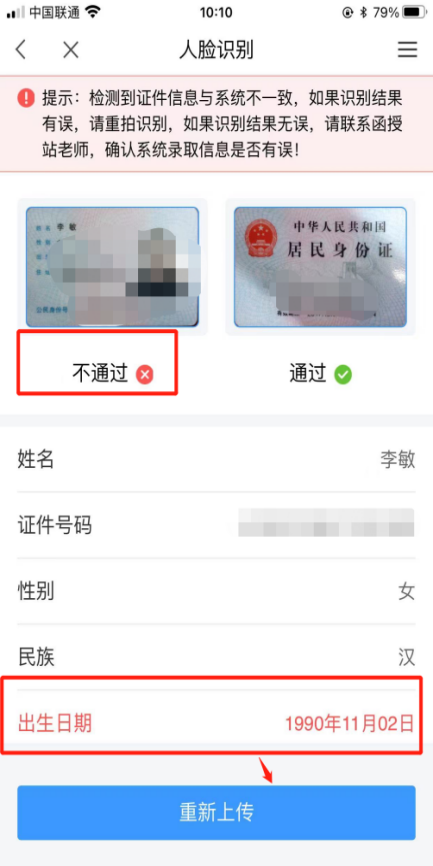 中国联通
10:10
79%
人脸识别
提示：检测到证件信息与系统不一致，如果识别结果
有误，请重拍识别，如果识别结果无误，请联系函授
站老师，确认系统录取信息是否有误！
李敏
公民身份号
中华人民共和国
居民身份证
不通过
通过
姓名
李敏
证件号码
性别
女
民族
汉
出生日期
1990年11月02日
重新上传